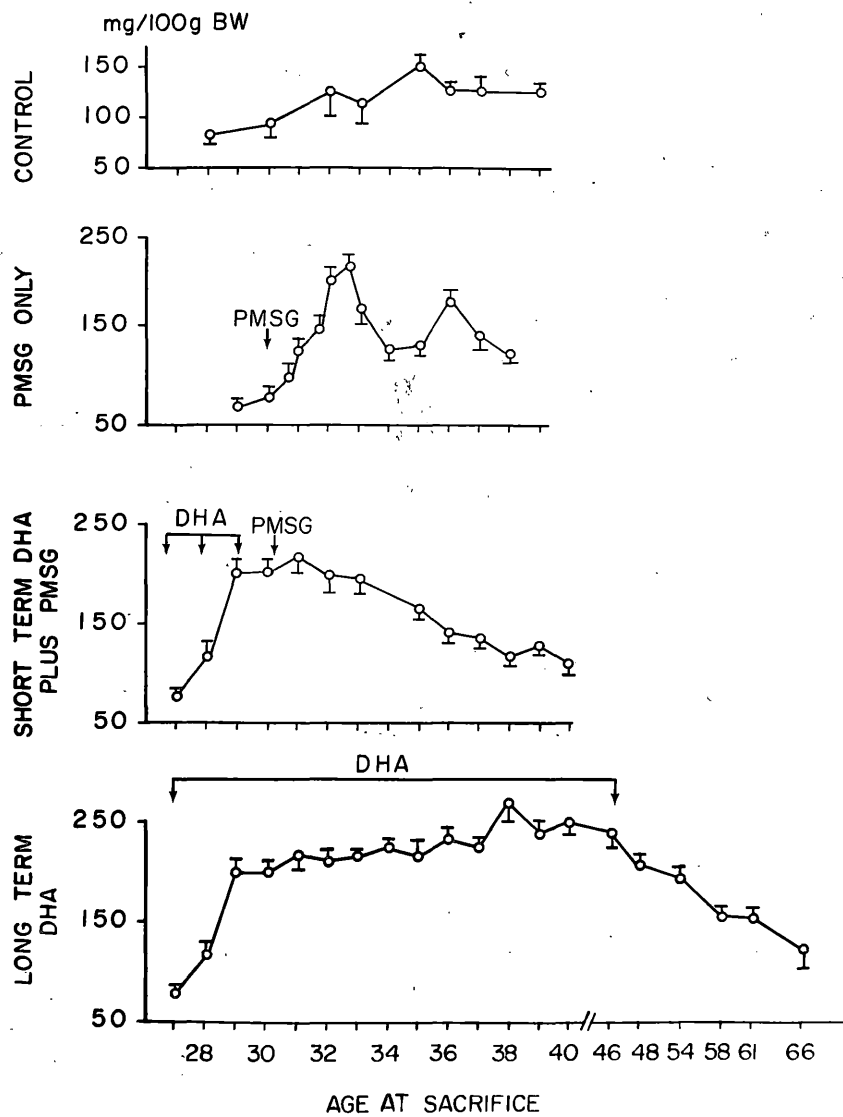 mg/100g BW
CONTROL
150
100
50
PMSG ONLY
250
150
50
PMSG
SHORT TERM DHA
PLUS PMSG
250
150
50
DHA
PMSG
LONG TERM
DHA
250
150
50
DHA
28 30 32 34 36 38 40 46 48 54 58 61 66
AGE AT SACRIFICE